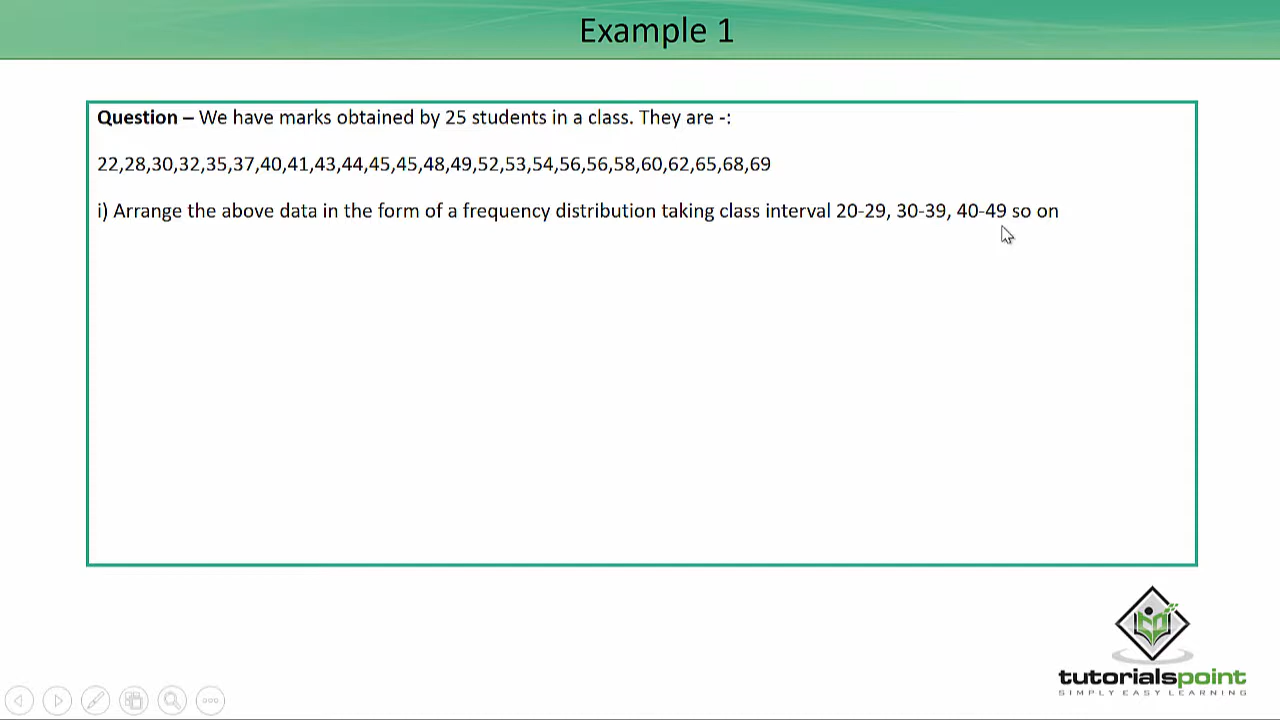 Example 1
Question – We have marks obtained by 25 students in a class. They are -:
22,28,30,32,35,37,40,41,43,44,45,45,48,49,52,53,54,56,56,58,60,62,65,68,69
i) Arrange the above data in the form of a frequency distribution taking class interval 20-29, 30-39, 40-49 so on
tutorialspoint
SIMPLY EASY LEARNING